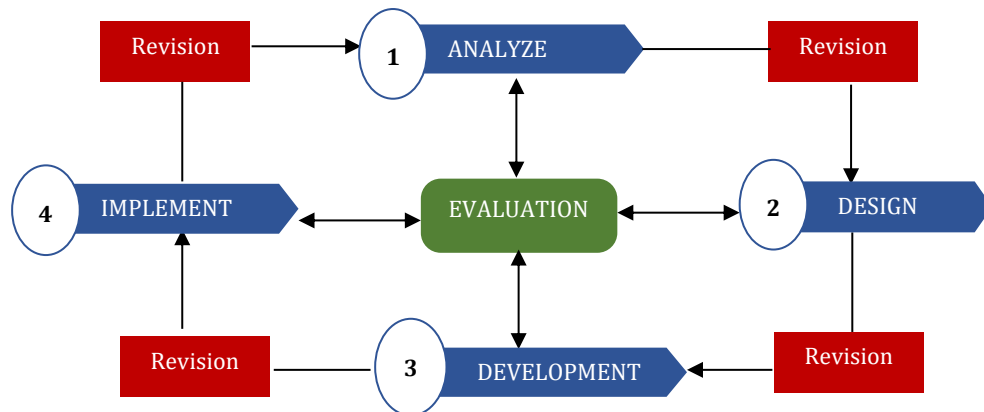 Revision
1
ANALYZE
Revision
4
IMPLEMENT
EVALUATION
2
DESIGN
Revision
3
DEVELOPMENT
Revision